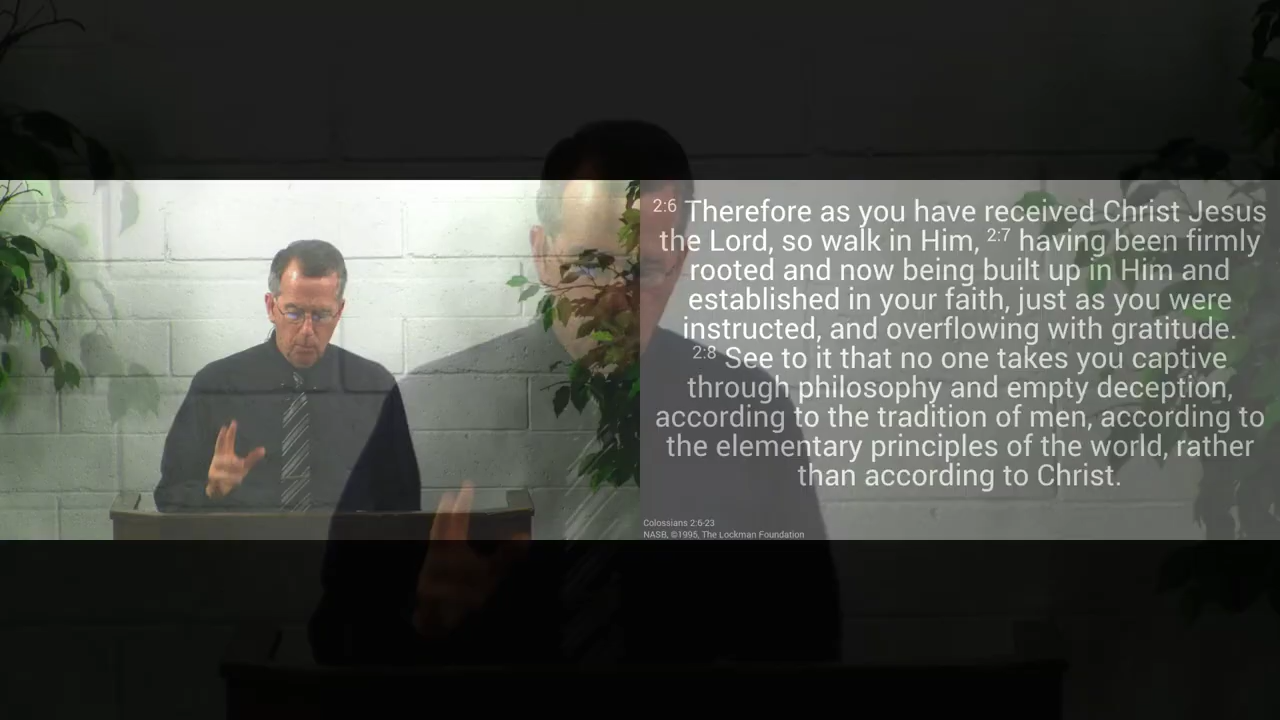 2:6 Therefore as you have received Christ Jesus
the Lord, so walk in Him, 2:7 having been firmly
rooted and now being built up in Him and
established in your faith, just as you were
instructed, and overflowing with gratitude.
2:8 See to it that no one takes you captive
through philosophy and empty deception,
according to the tradition of men, according to
the elementary principles of the world, rather
than according to Christ.
Colossians 2:6-23
NASB, ©1995, The Lockman Foundation